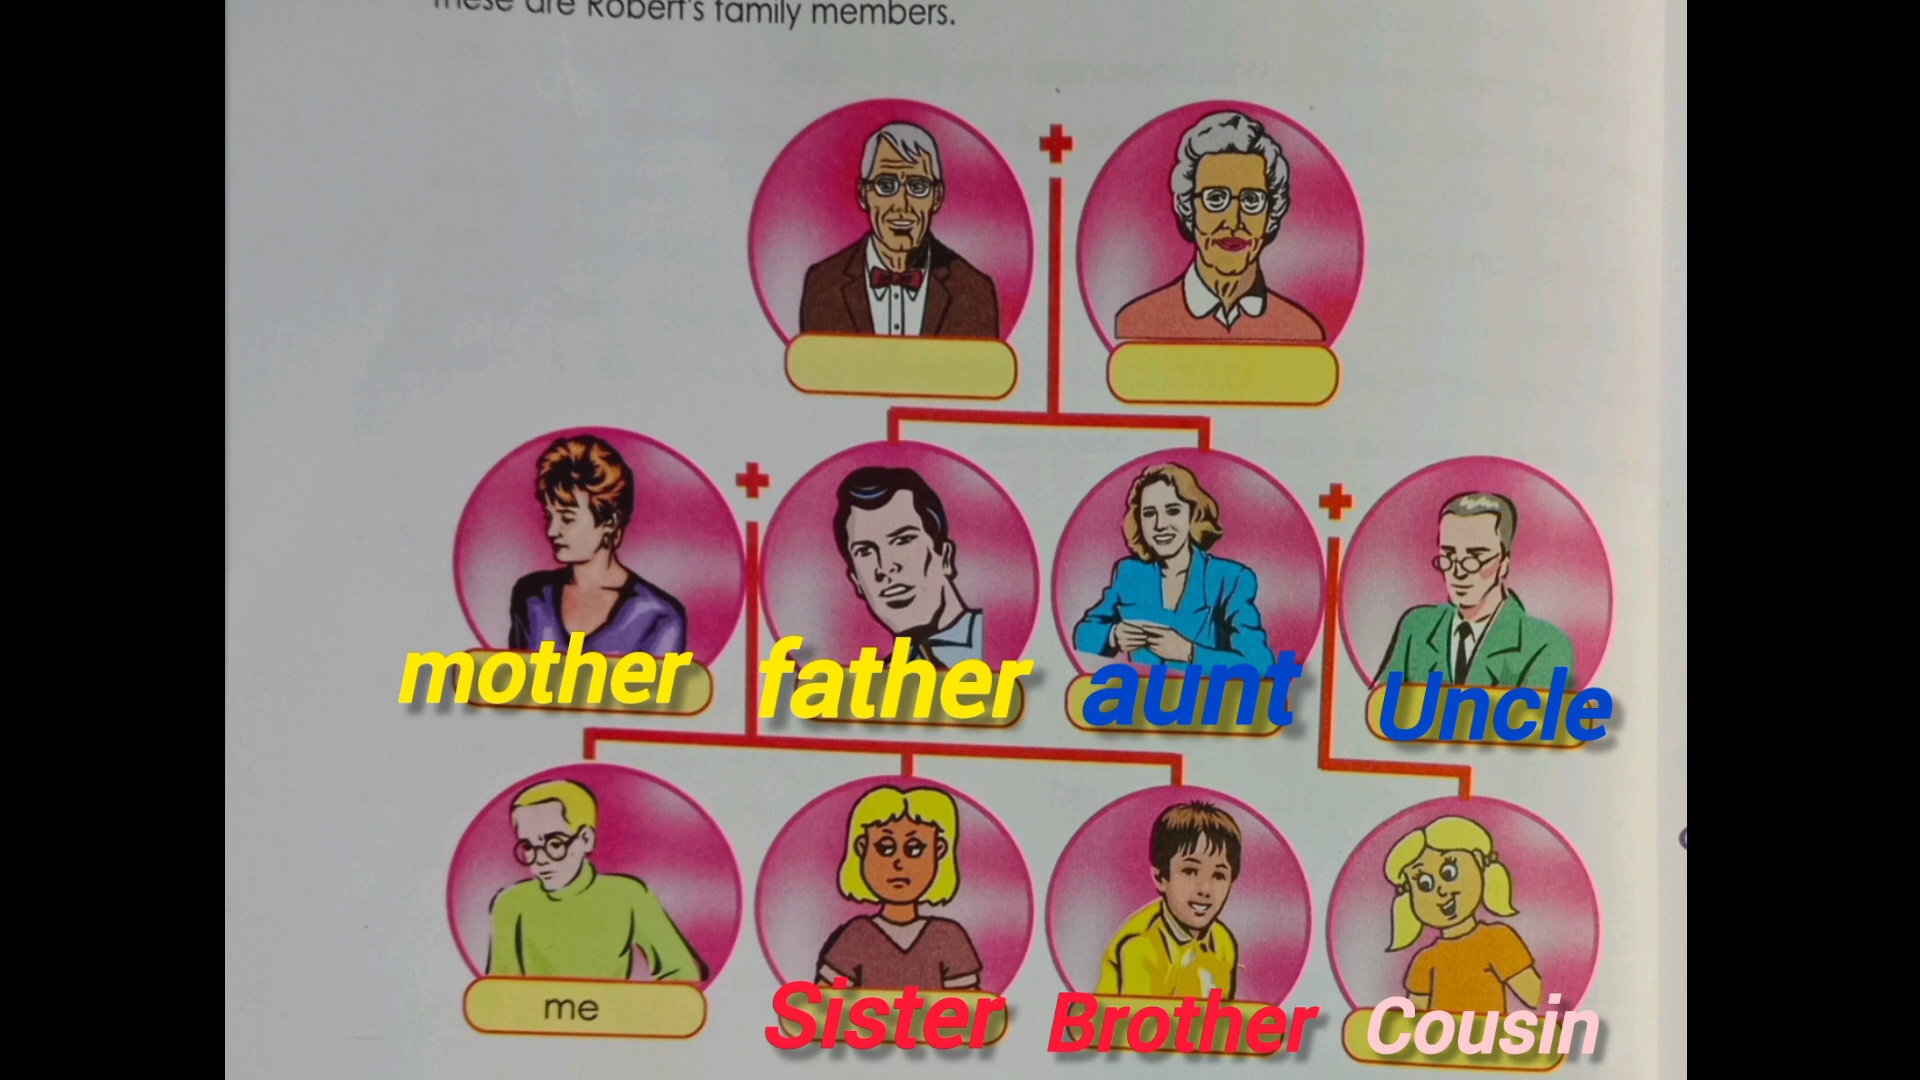 These are Robert's family members.
mother father aunt Uncle
me Sister Brother Cousin